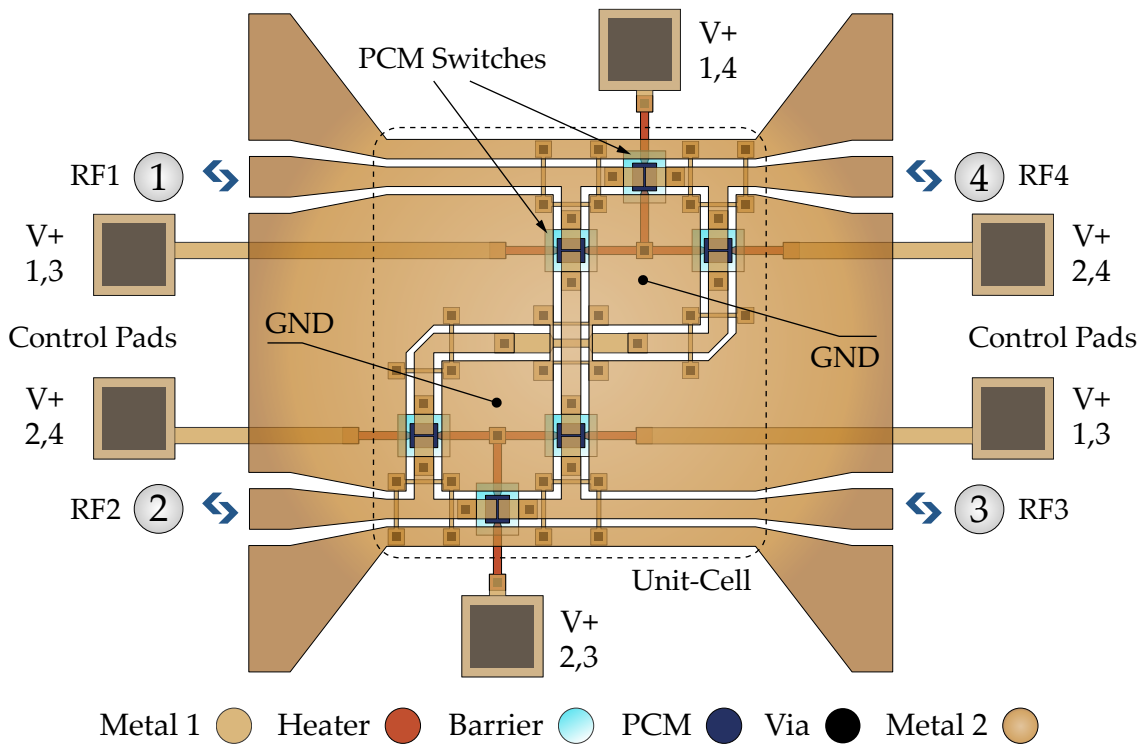 V+
1,4
PCM Switches
RF1 1
4 RF4
V+
1,3
V+
2,4
GND
Control Pads
Control Pads
GND
V+
2,4
V+
1,3
RF2 2
3 RF3
Unit-Cell
V+
2,3
Metal 1 Heater Barrier PCM Via Metal 2